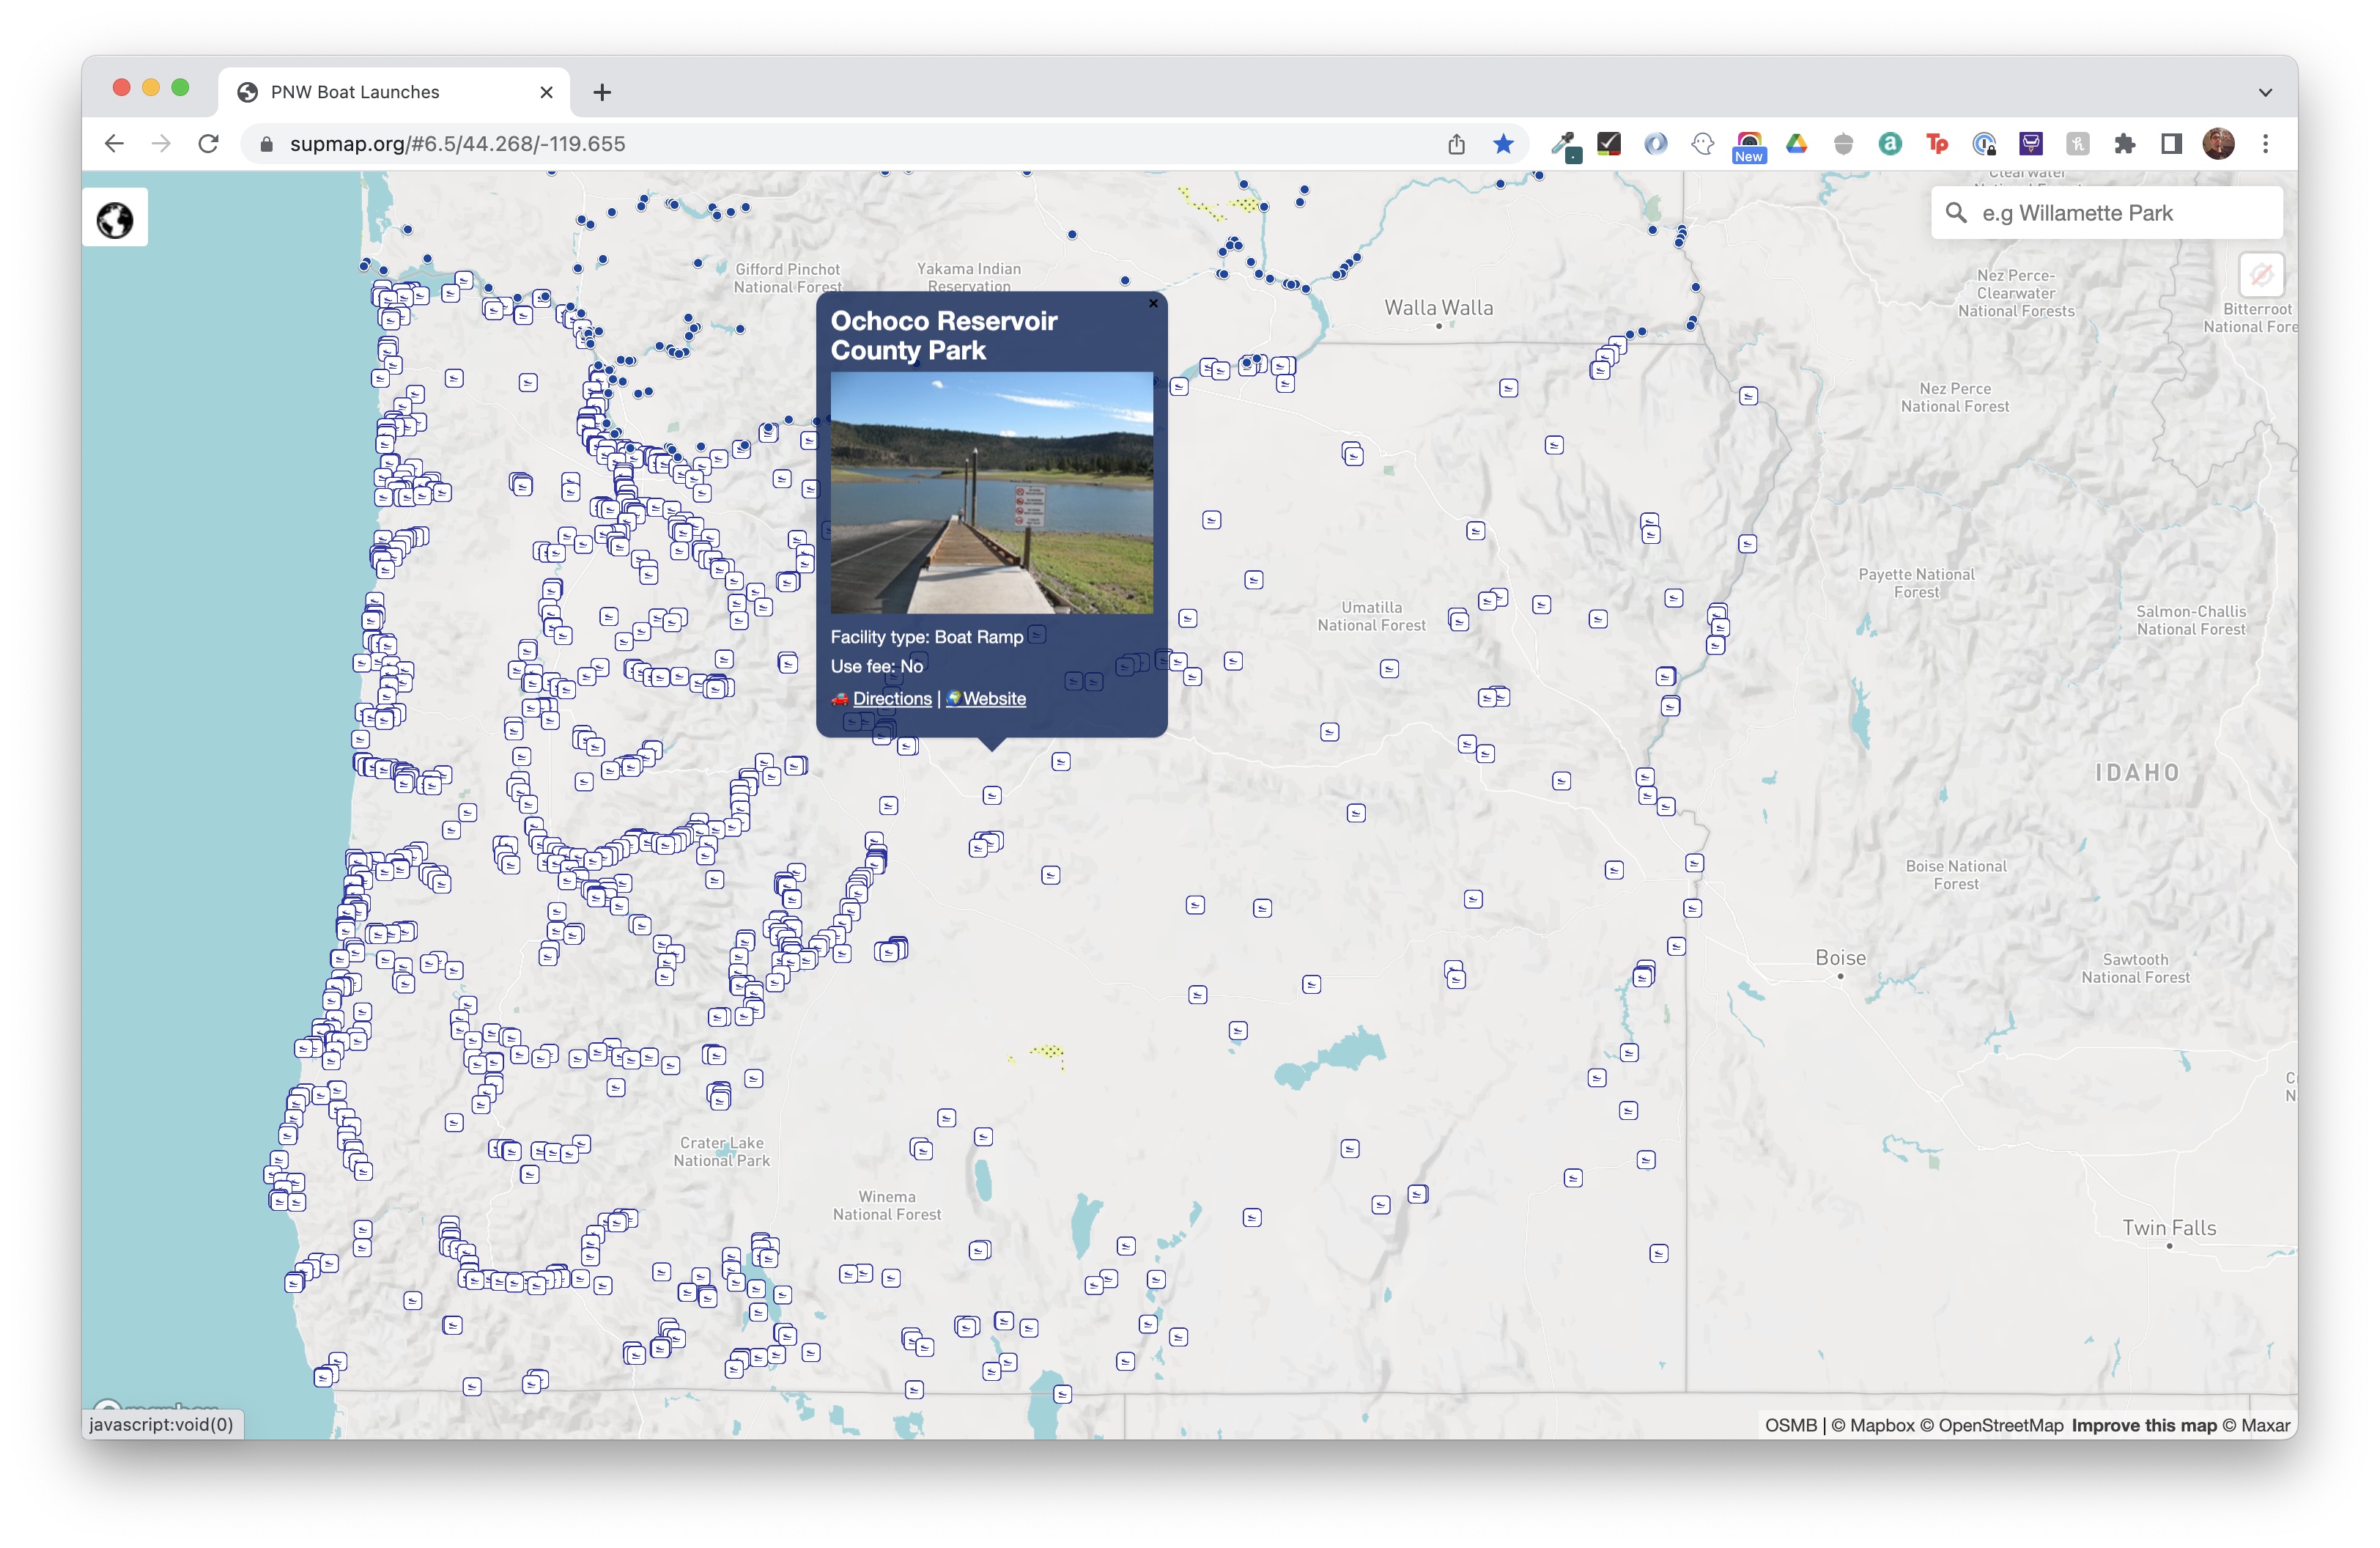 PNW Boat Launches
supmap.org/#6.5/44.268/-119.655
New
a
Tp
h
e.g Willamette Park
Clearwater
Gifford Pinchot
National Forest
Yakama Indian
Reservation
Walla Walla
Nez Perce-
Clearwater
National Forests
Bitterroot
National Fore
Nez Perce
National Forest
Ochoco Reservoir
County Park
Facility type: Boat Ramp
Use fee: No
Directions | Website
Umatilla
National Forest
Payette National
Forest
Salmon-Challis
National Forest
IDAHO
Boise National
Forest
Boise
Sawtooth
National Forest
Crater Lake
National Park
Winema
National Forest
Twin Falls
mapbox
javascript:void(0)
OSMB | © Mapbox © OpenStreetMap Improve this map © Maxar